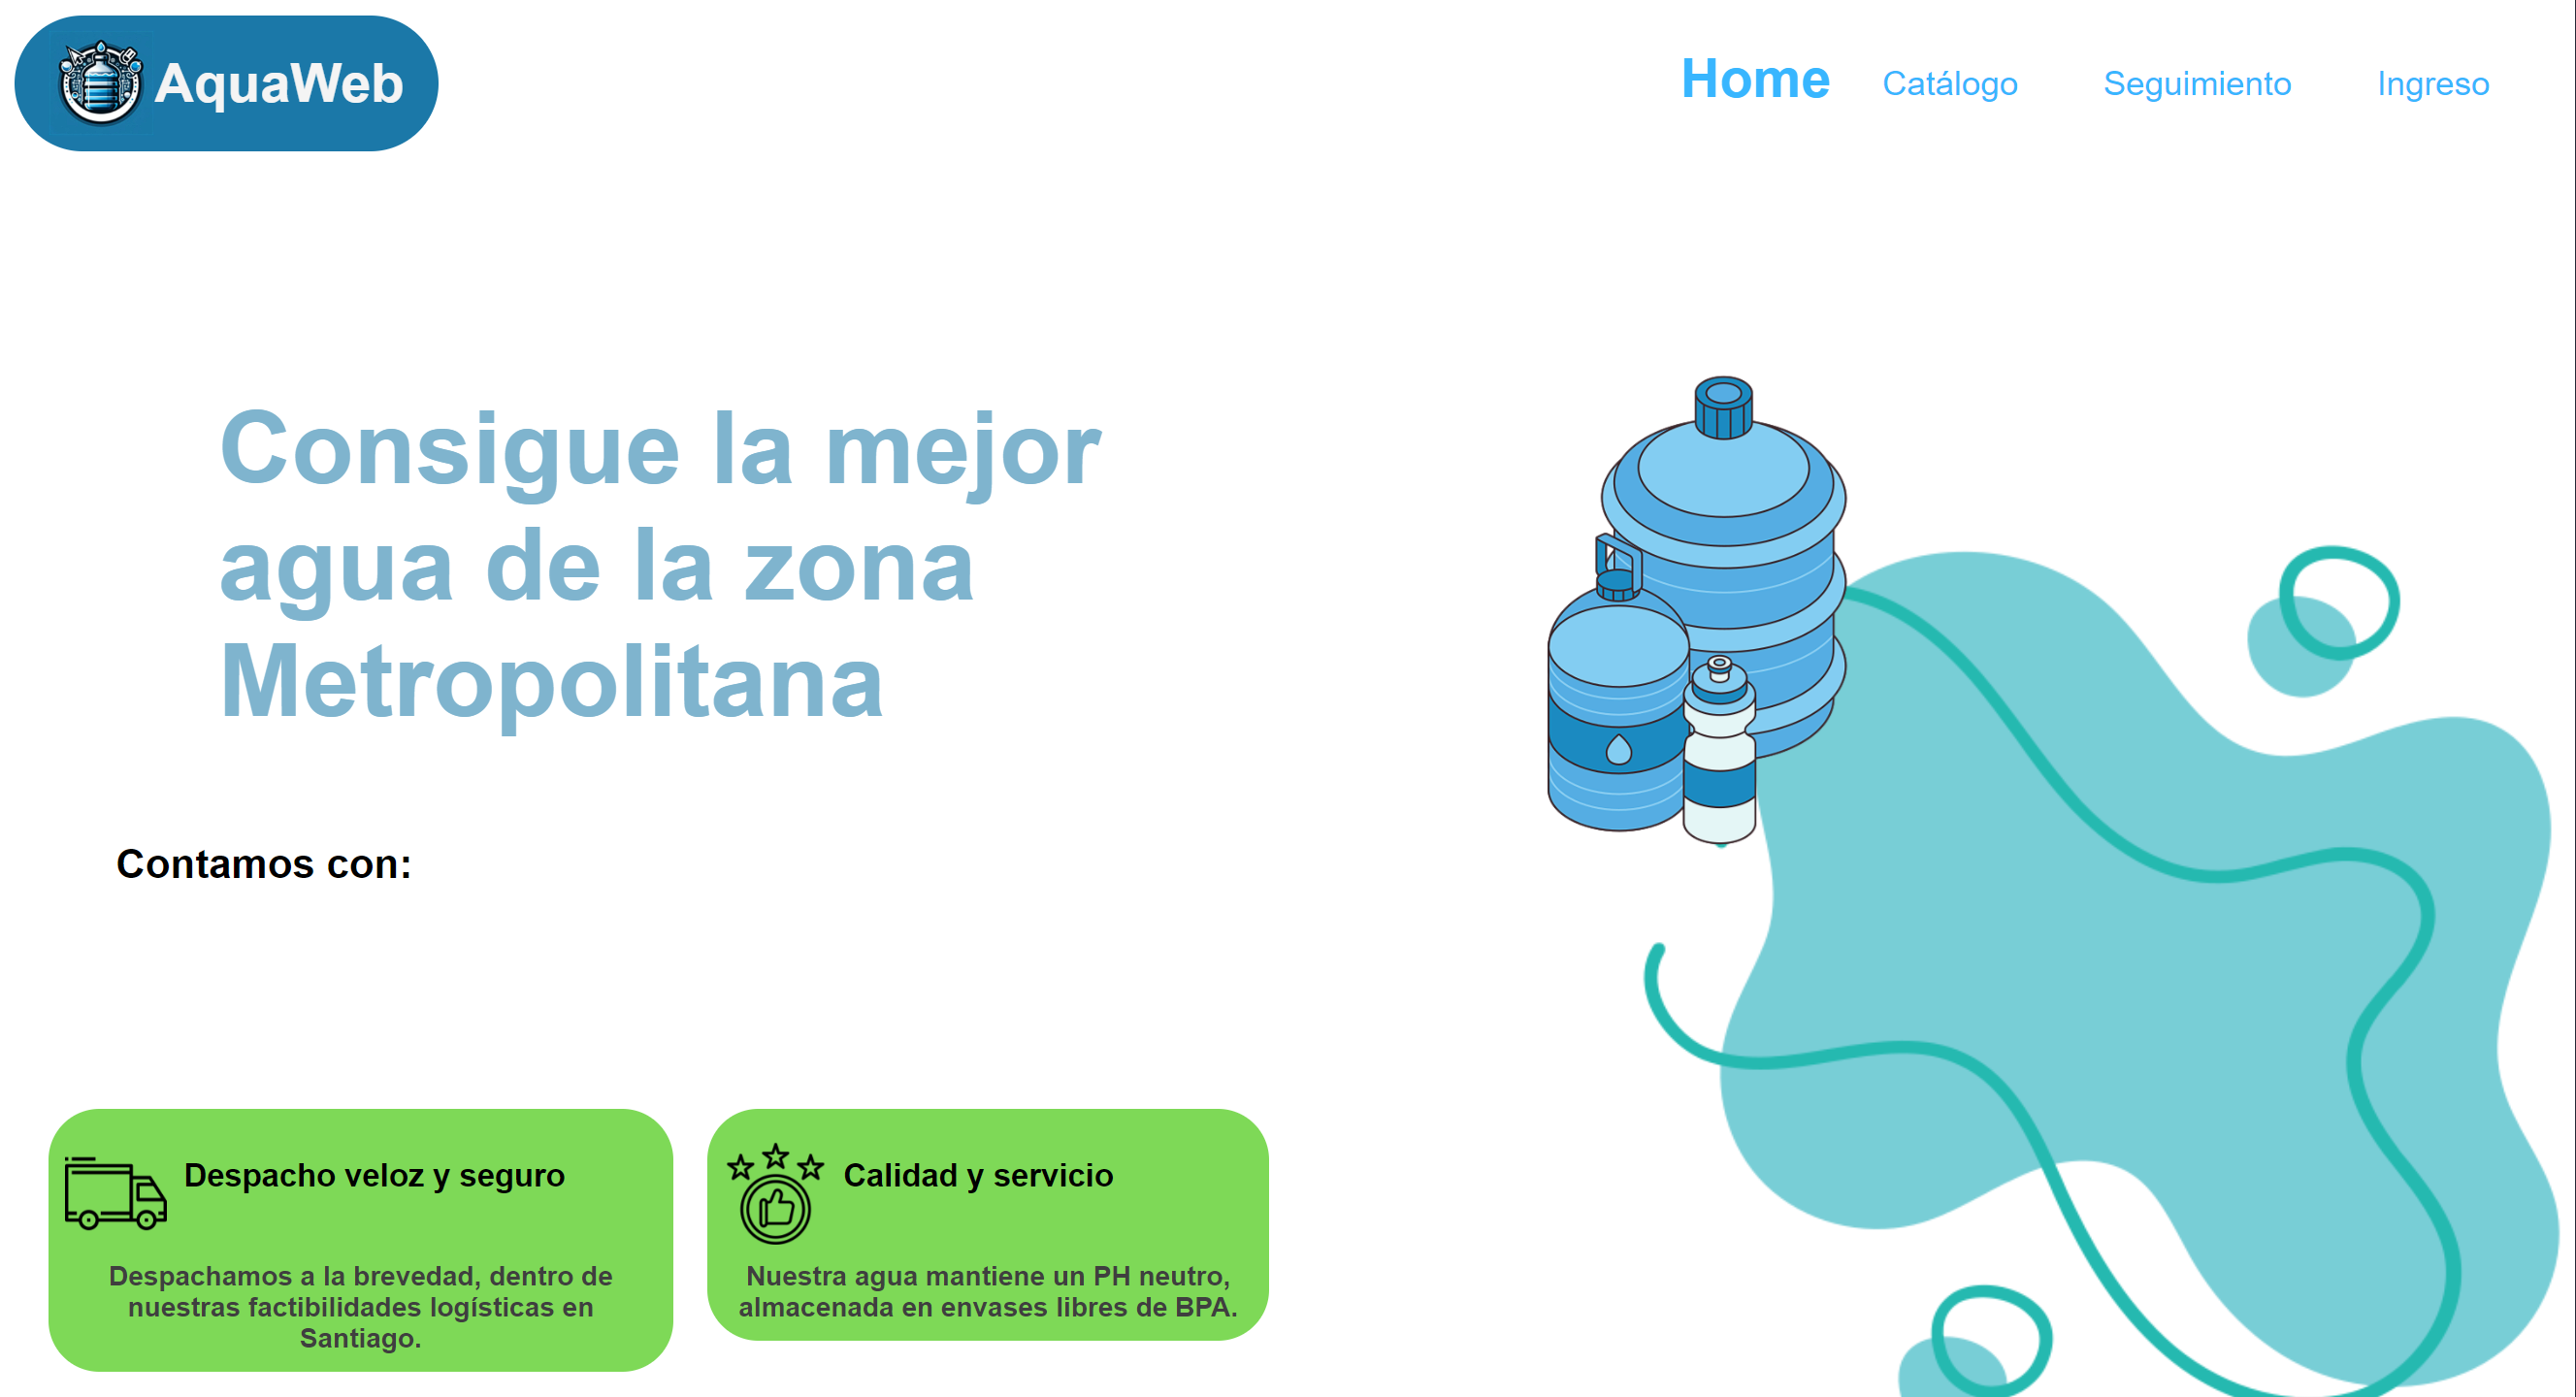 AquaWeb
Home
Catálogo
Seguimiento
Ingreso
Consigue la mejor
agua de la zona
Metropolitana
Contamos con:
Despacho veloz y seguro
Despachamos a la brevedad, dentro de
nuestras factibilidades logísticas en
Santiago.
Calidad y servicio
Nuestra agua mantiene un PH neutro,
almacenada en envases libres de BPA.